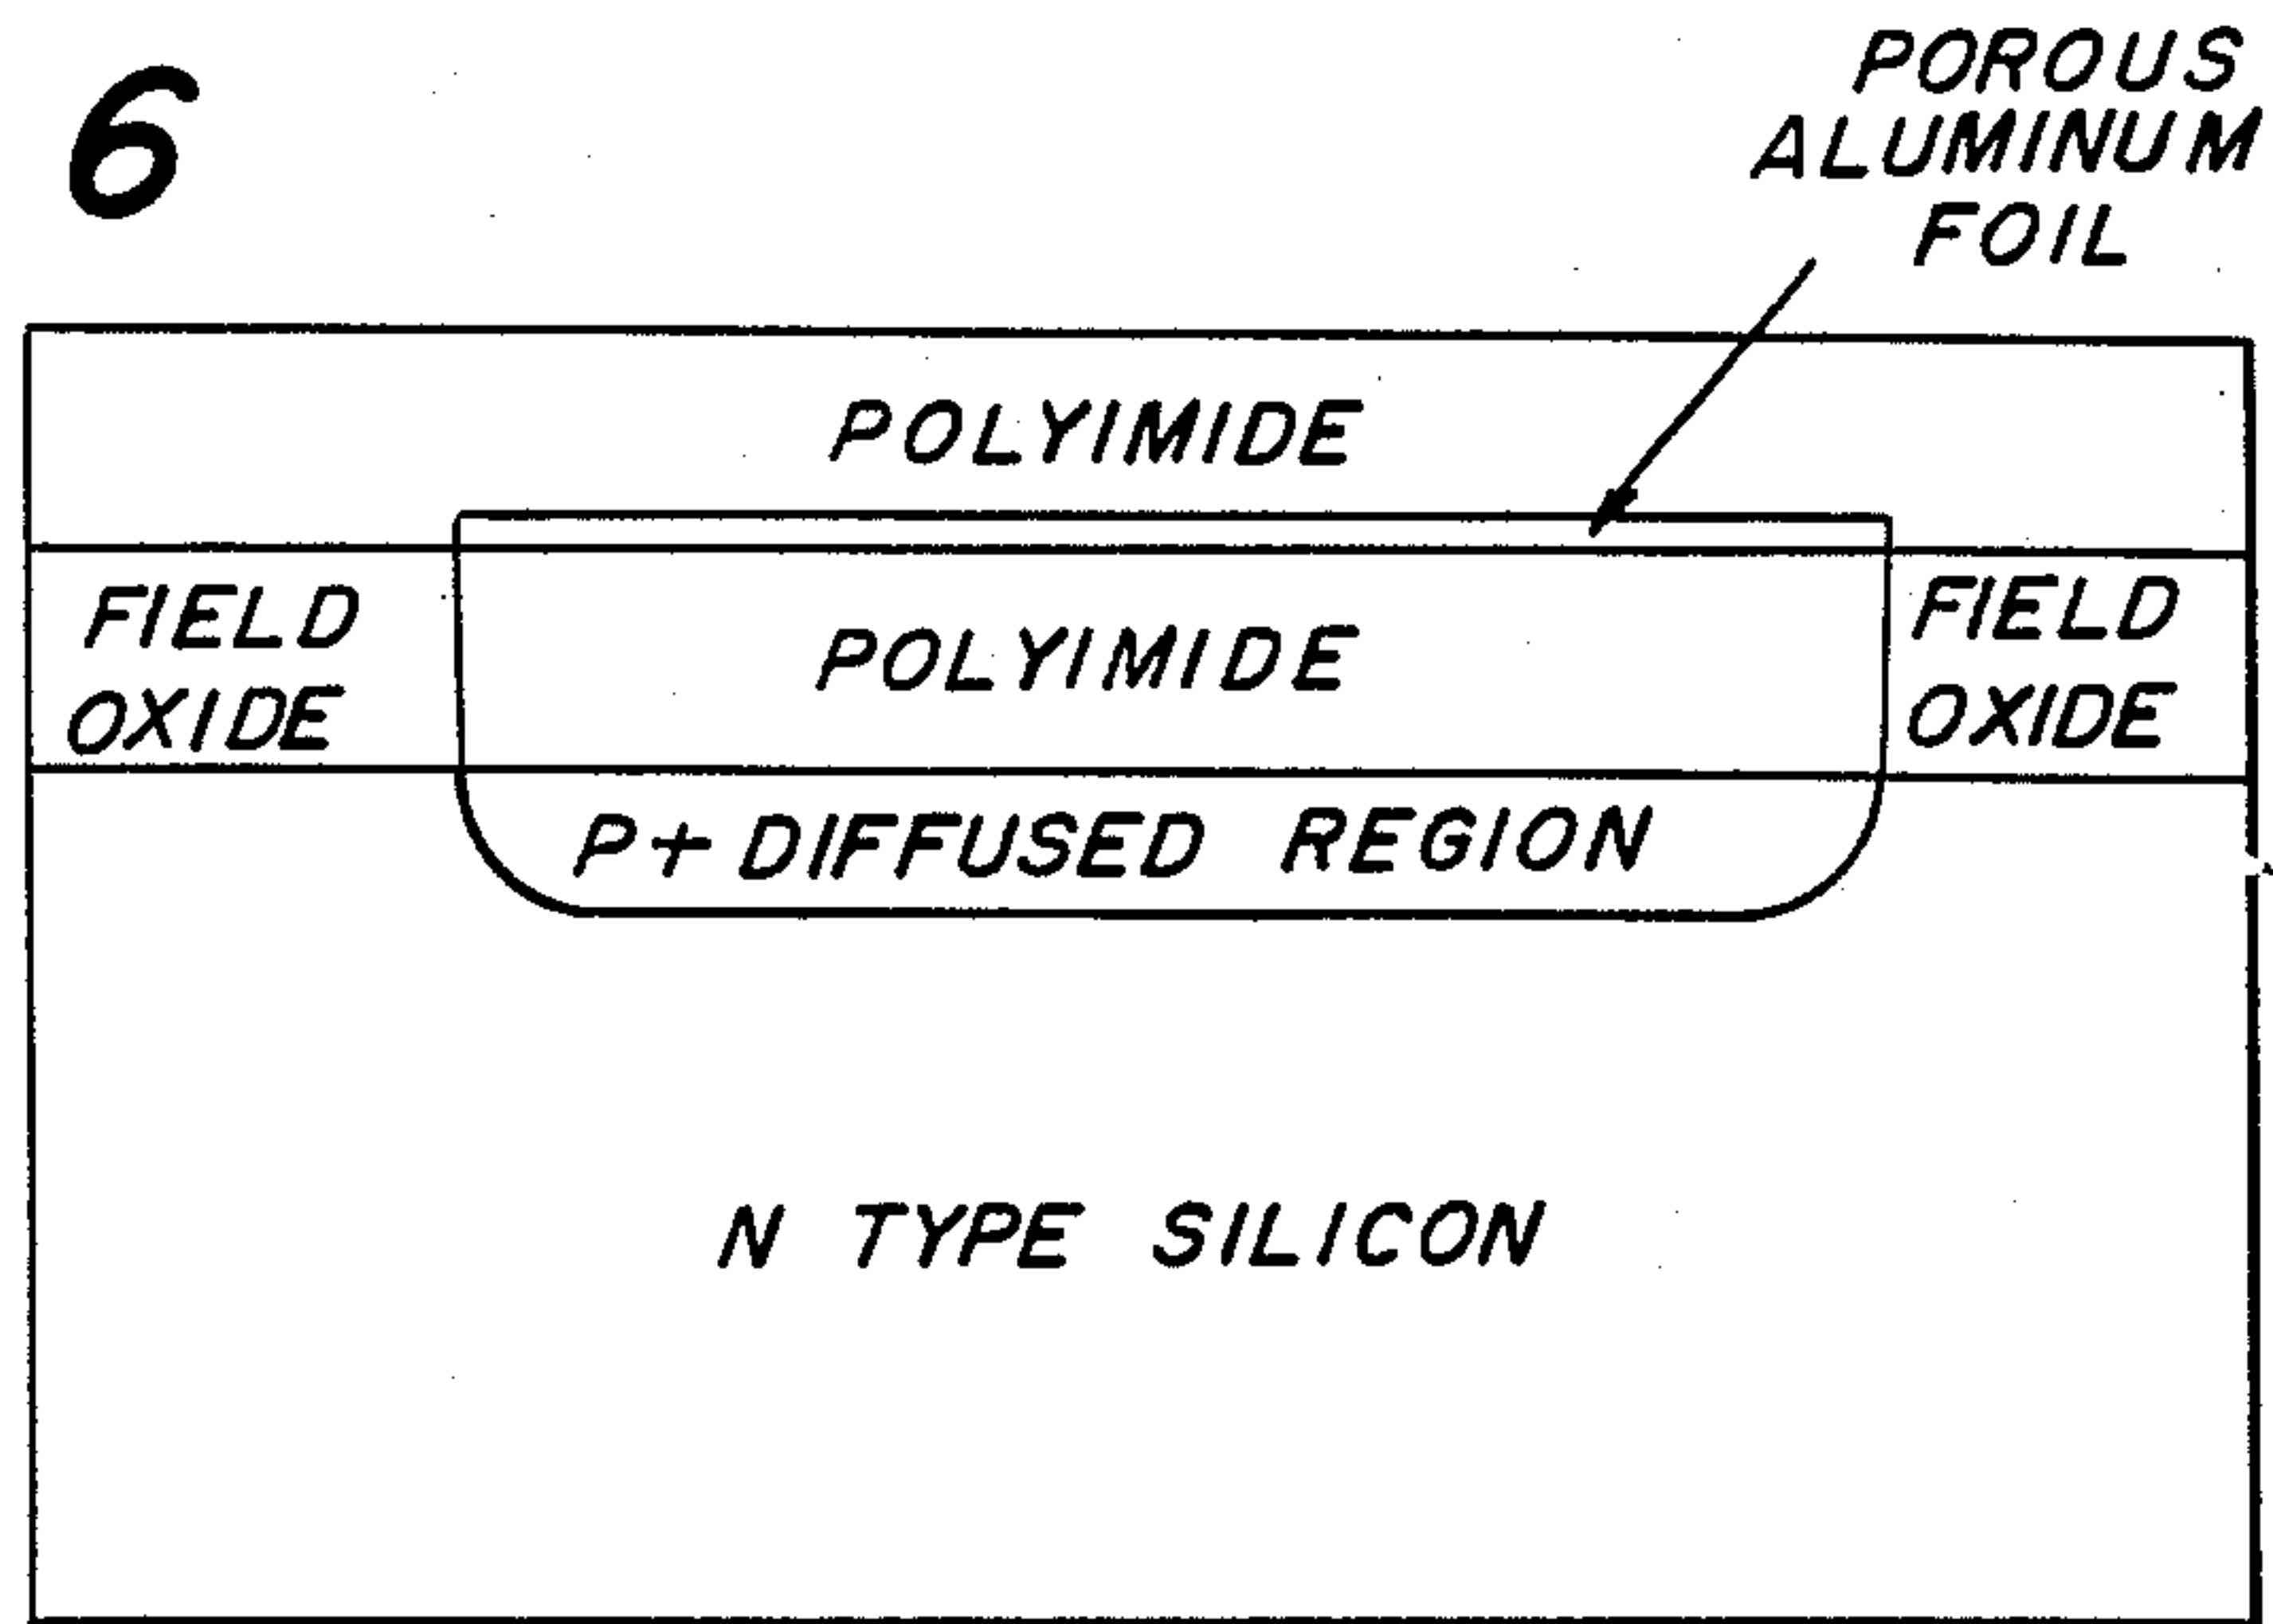 6
POROUS
ALUMINUM
FOIL
POLYIMIDE
FIELD
OXIDE
POLYIMIDE
FIELD
OXIDE
P+ DIFFUSED REGION
N TYPE SILICON